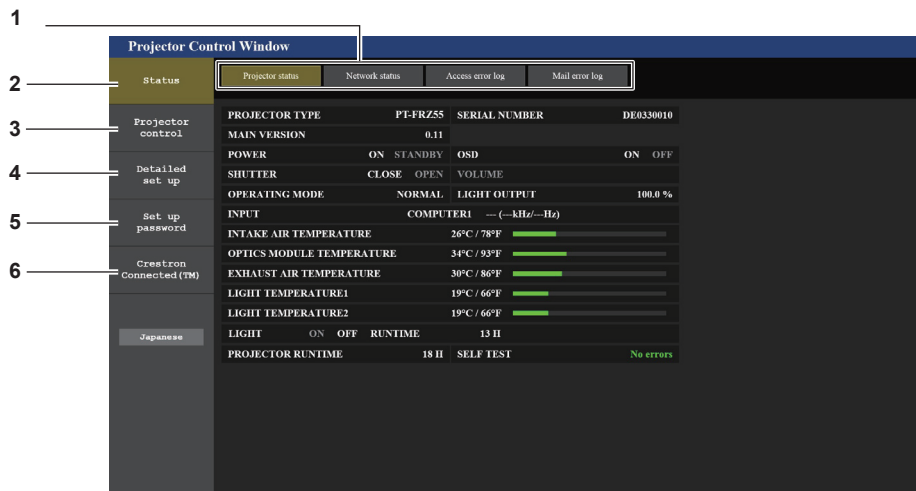 1
Projector Control Window
2
Status
Projector status Network status Access error log Mail error log
3
Projector
control
4
Detailed
set up
5
Set up
password
6
Crestron
Connected(TM)
Japanese
PROJECTOR TYPE PT-FRZ55 SERIAL NUMBER DE0330010
MAIN VERSION 0.11
POWER ON STANDBY OSD ON OFF
SHUTTER CLOSE OPEN VOLUME
OPERATING MODE NORMAL LIGHT OUTPUT 100.0 %
INPUT COMPUTER1 --- (---kHz/---Hz)
INTAKE AIR TEMPERATURE 26°C / 78°F
OPTICS MODULE TEMPERATURE 34°C / 93°F
EXHAUST AIR TEMPERATURE 30°C / 86°F
LIGHT TEMPERATURE1 19°C / 66°F
LIGHT TEMPERATURE2 19°C / 66°F
LIGHT ON OFF RUNTIME 13 H
PROJECTOR RUNTIME 18 H SELF TEST No errors